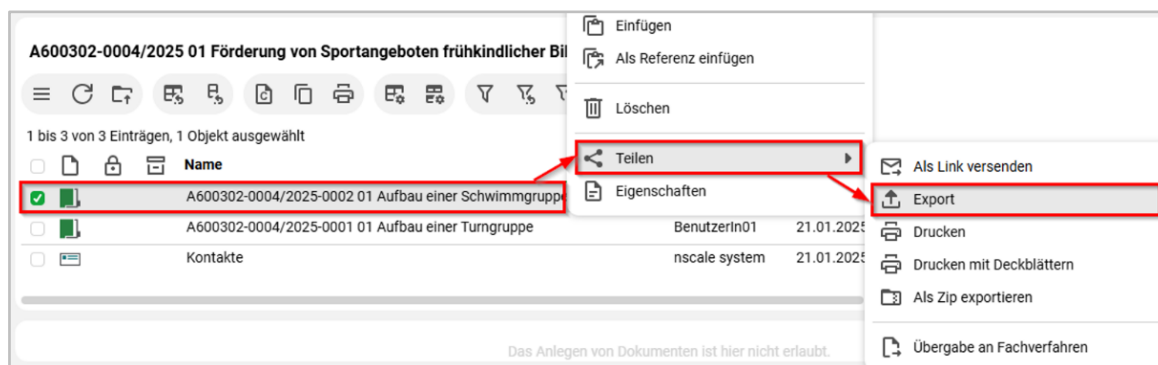 A600302-0004/2025 01 Förderung von Sportangeboten frühkindlicher
1 bis 3 von 3 Einträgen, 1 Objekt ausgewählt
Name
A600302-0004/2025-0002 01 Aufbau einer Schwimmgruppe
A600302-0004/2025-0001 01 Aufbau einer Turngruppe BenutzerIn01 21.01.2025
Kontakte nscale system 21.01.2025
Das Anlegen von Dokumenten ist hier nicht erlaubt.
Einfügen
Als Referenz einfügen
Löschen
Teilen
Eigenschaften
Als Link versenden
Export
Drucken
Drucken mit Deckblättern
Als Zip exportieren
Übergabe an Fachverfahren